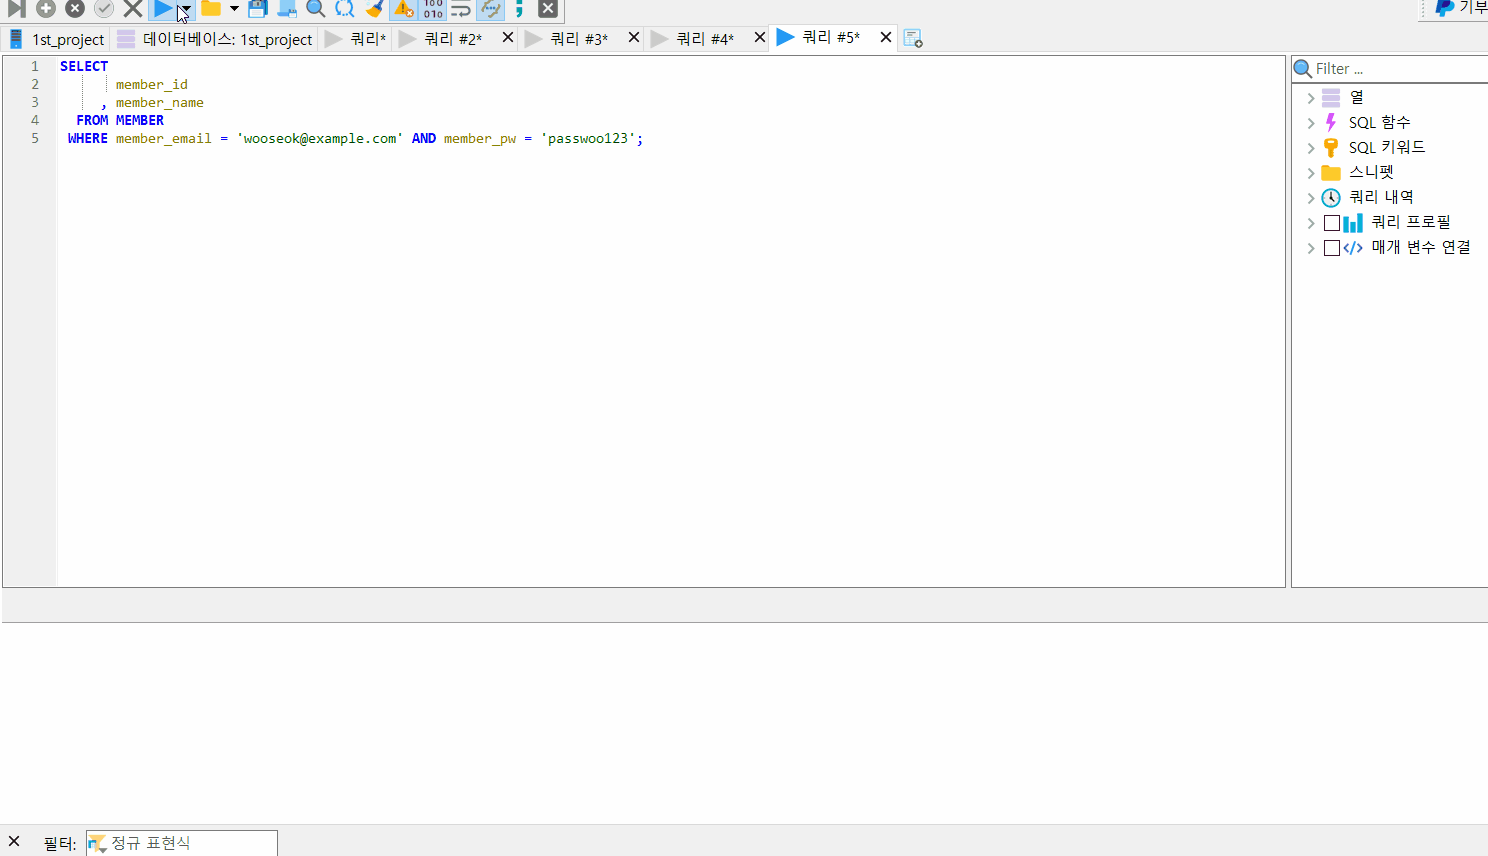 기부
1st_project 데이터베이스: 1st_project 쿼리* 쿼리 #2* 쿼리 #3* 쿼리 #4* 쿼리 #5*
1 SELECT
2 member_id
3 , member_name
4 FROM MEMBER
5 WHERE member_email = 'wooseok@example.com' AND member_pw = 'passwoo123';
Filter ...
열
SQL 함수
SQL 키워드
스니펫
쿼리 내역
쿼리 프로필
매개 변수 연결
필터: 정규 표현식